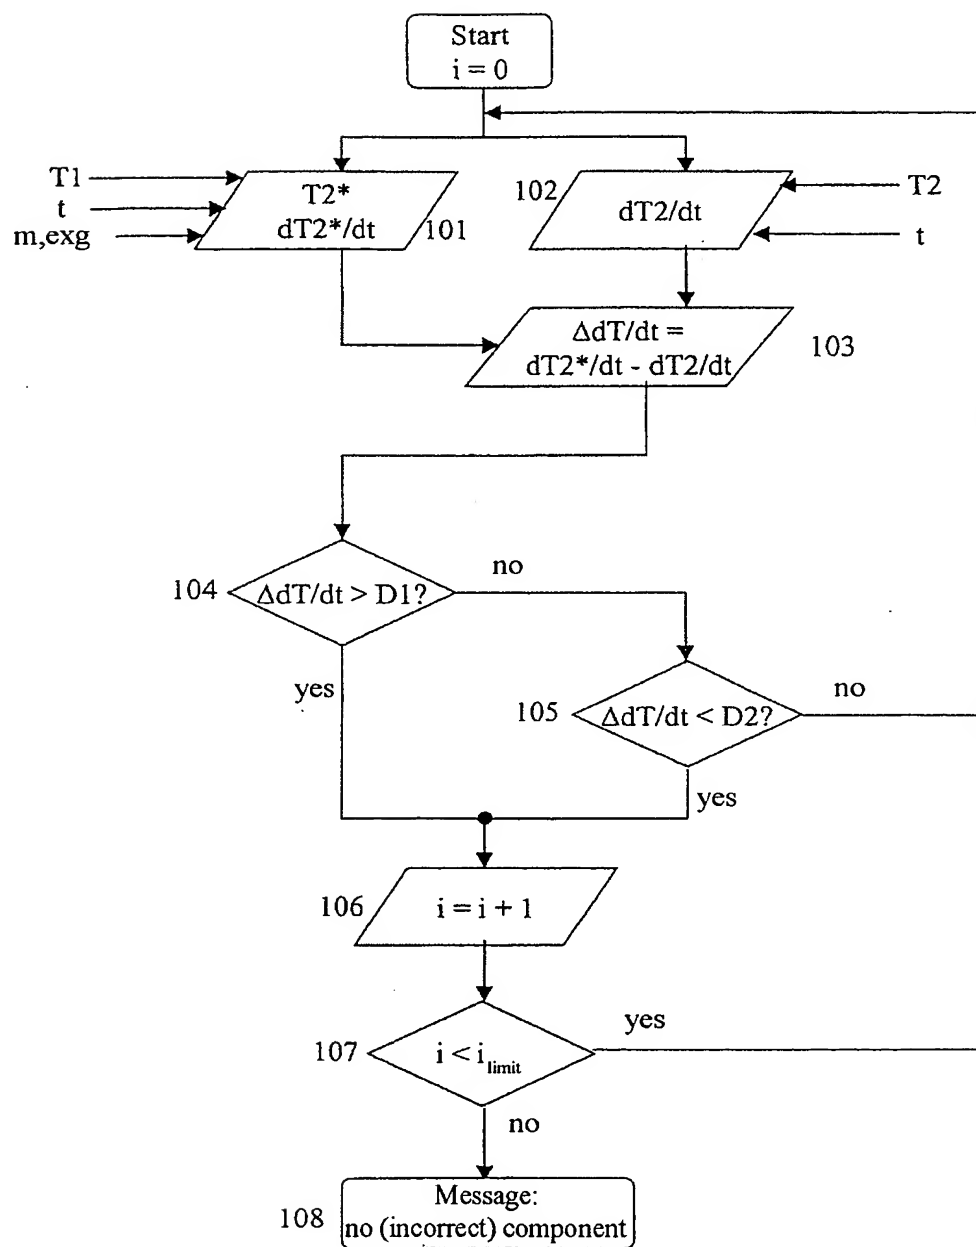 Start
i = 0
T1
t
m,exg
T2*
dT2*/dt
101
102
dT2/dt
T2
t
ΔdT/dt =
dT2*/dt - dT2/dt
103
104
ΔdT/dt > D1?
no
yes
105
ΔdT/dt < D2?
no
yes
106
i = i + 1
107
i < i_limit
yes
no
108
Message:
no (incorrect) component